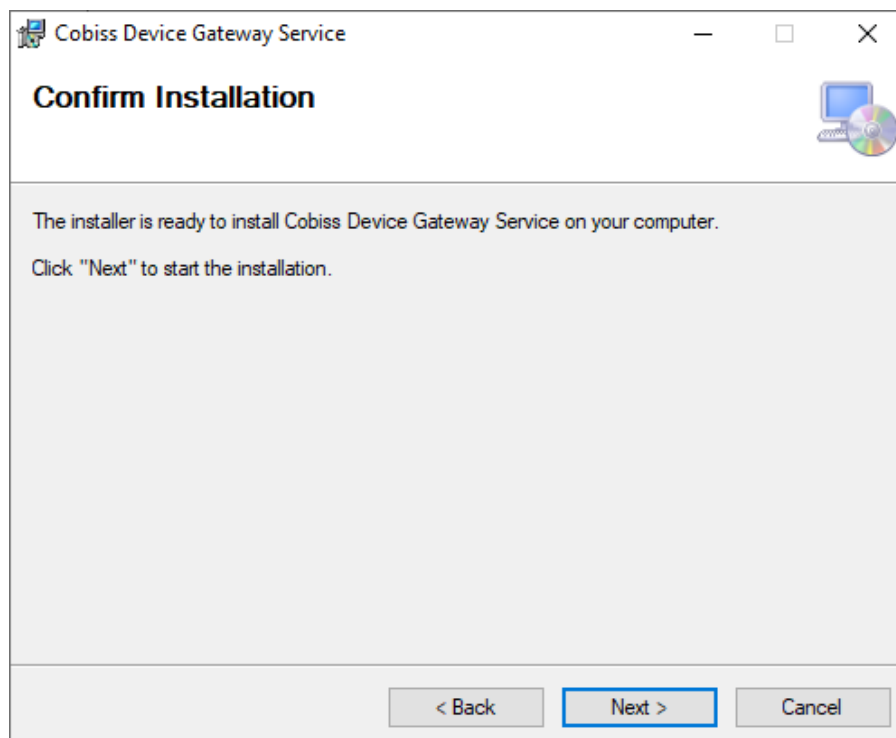 Cobiss Device Gateway Service
Confirm Installation
The installer is ready to install Cobiss Device Gateway Service on your computer.
Click "Next" to start the installation.
< Back
Next >
Cancel